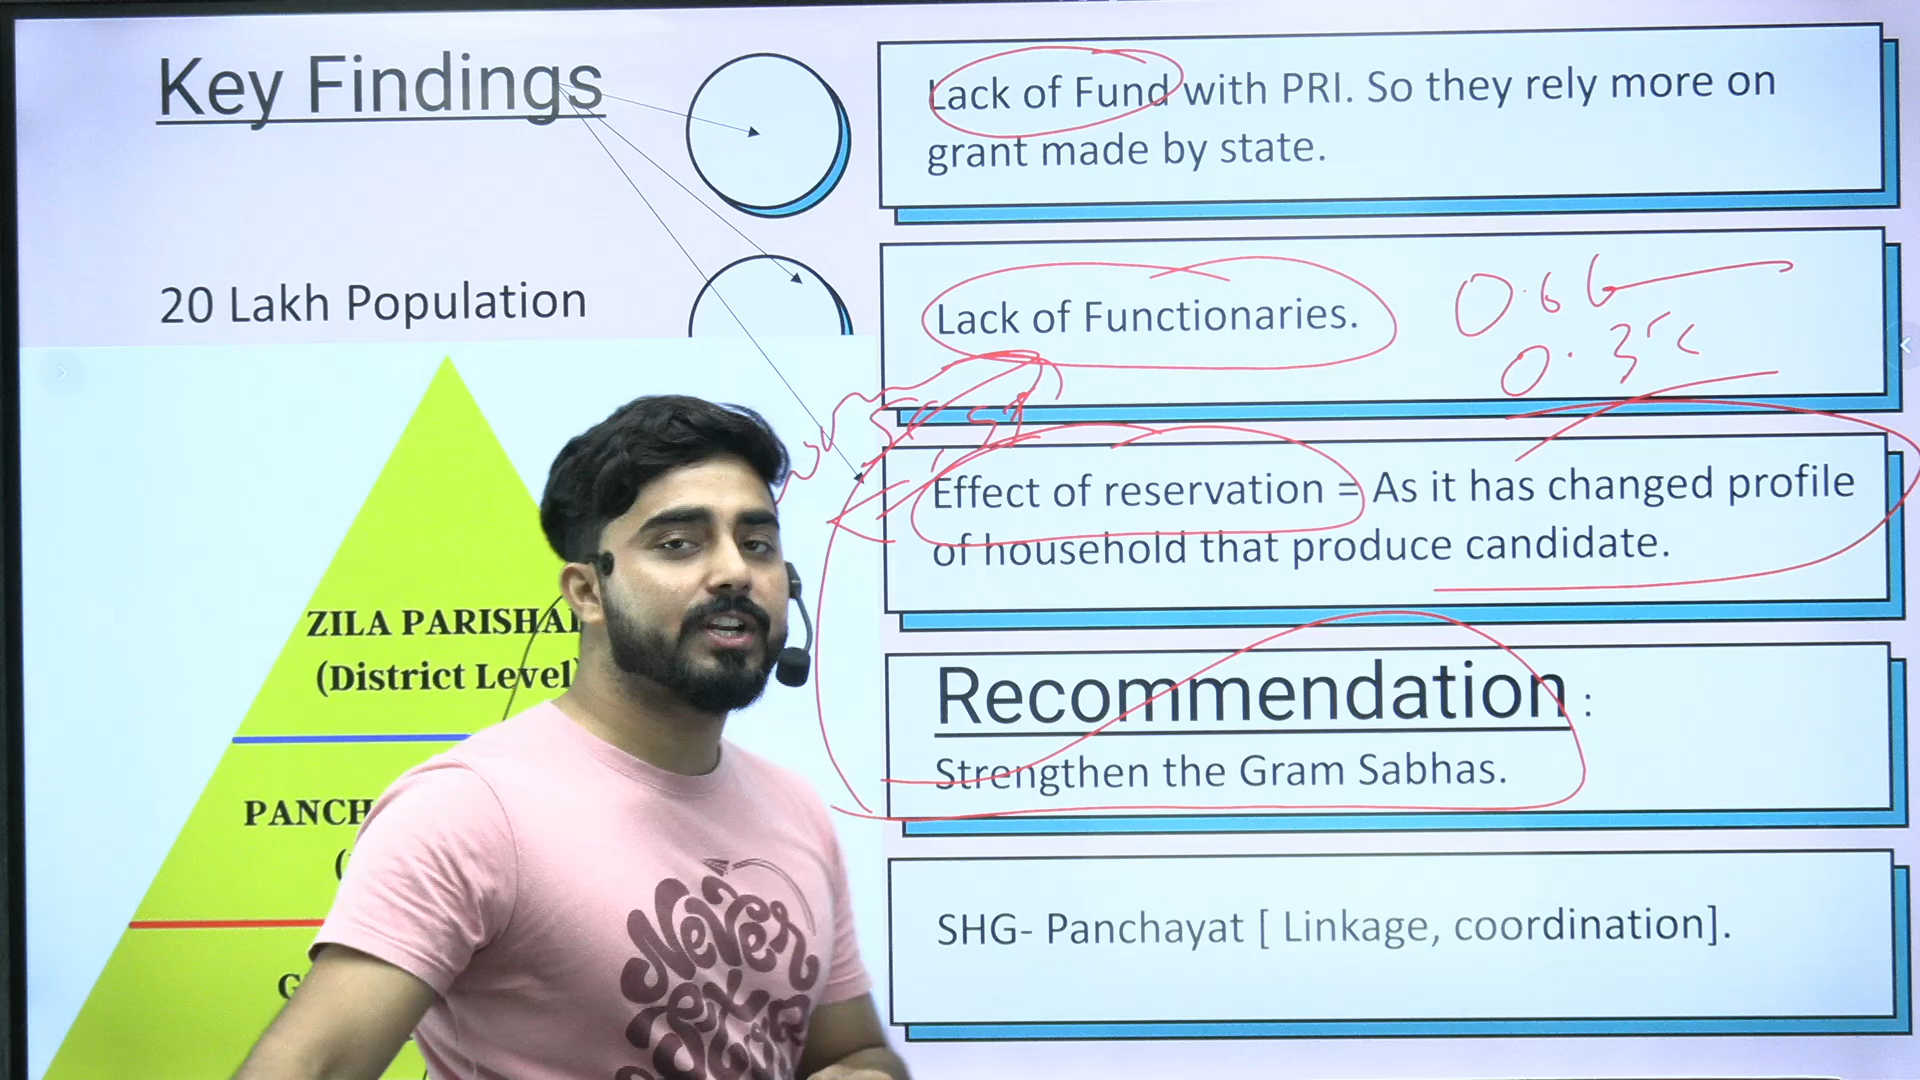 Key Findings
Lack of Fund with PRI. So they rely more on
grant made by state.
20 Lakh Population
Lack of Functionaries.
0.66
Effect of reservation = As it has changed profile
of household that produce candidate.
ZILA PARISHA
(District Level)
Recommendation :
Strengthen the Gram Sabhas.
PANCH
SHG- Panchayat [ Linkage, coordination].
G
NEVER